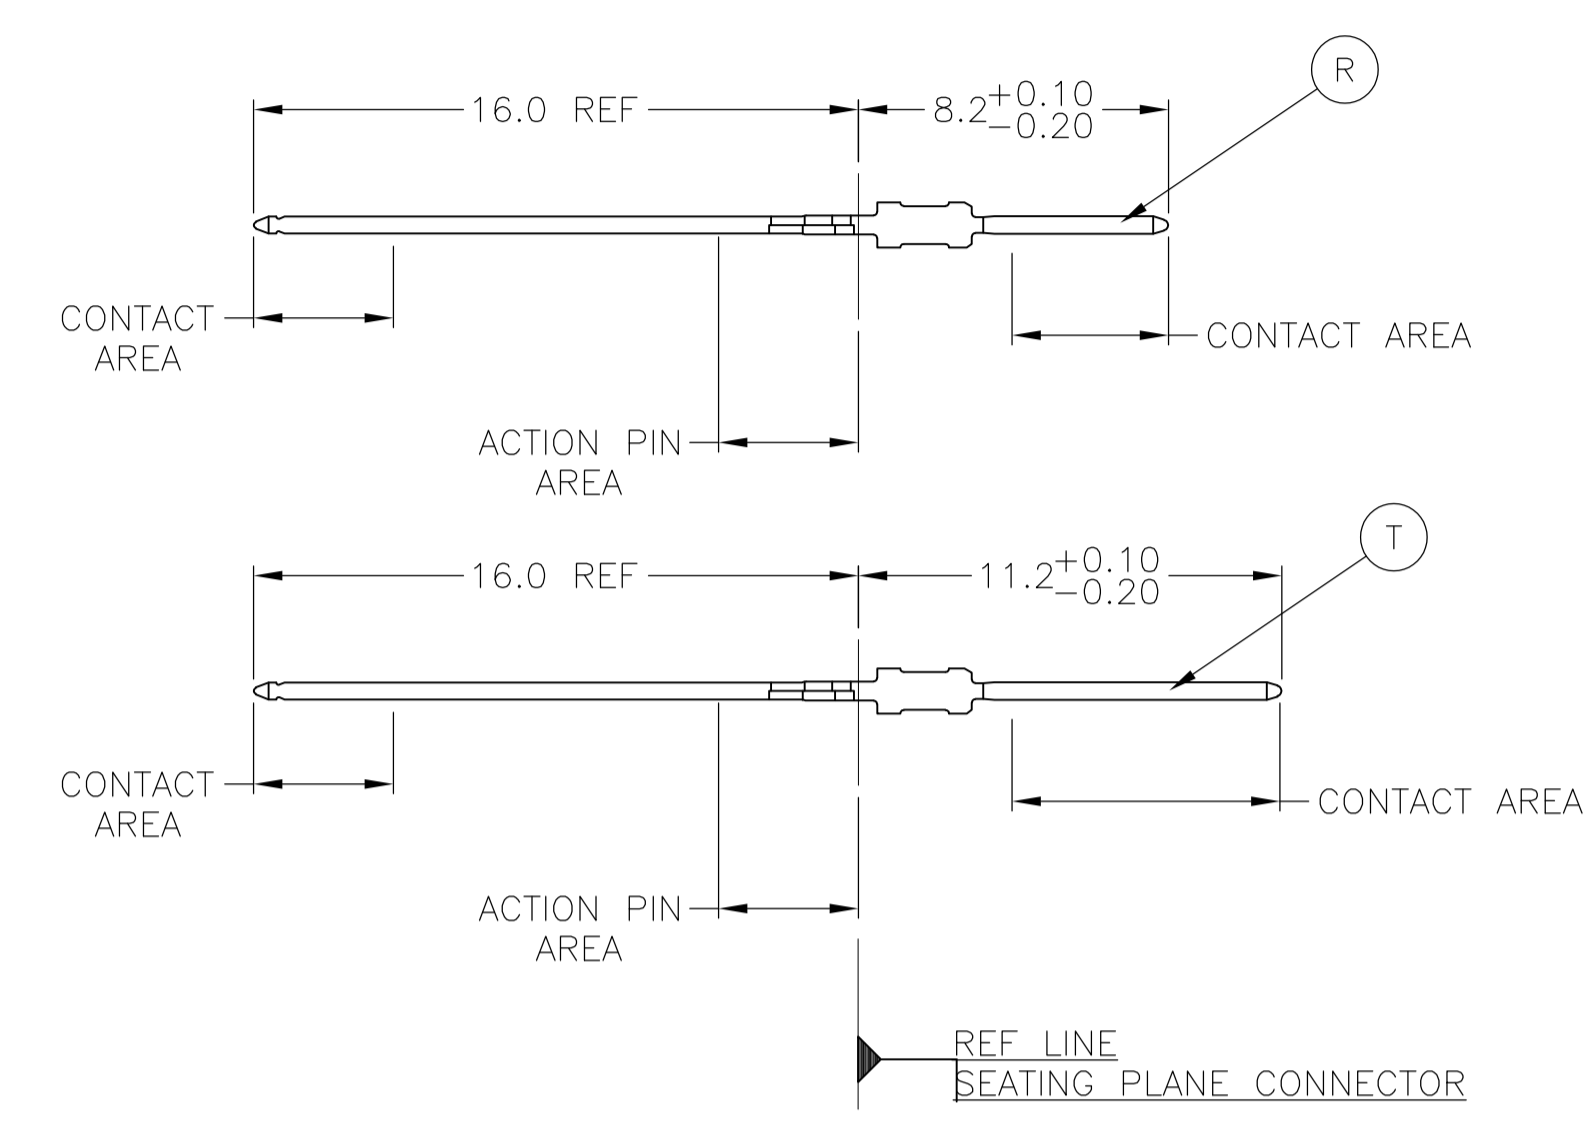 R
16.0 REF
8.2 +0.10
-0.20
CONTACT
AREA
CONTACT AREA
ACTION PIN
AREA
T
16.0 REF
11.2 +0.10
-0.20
CONTACT
AREA
CONTACT AREA
ACTION PIN
AREA
REF LINE
SEATING PLANE CONNECTOR